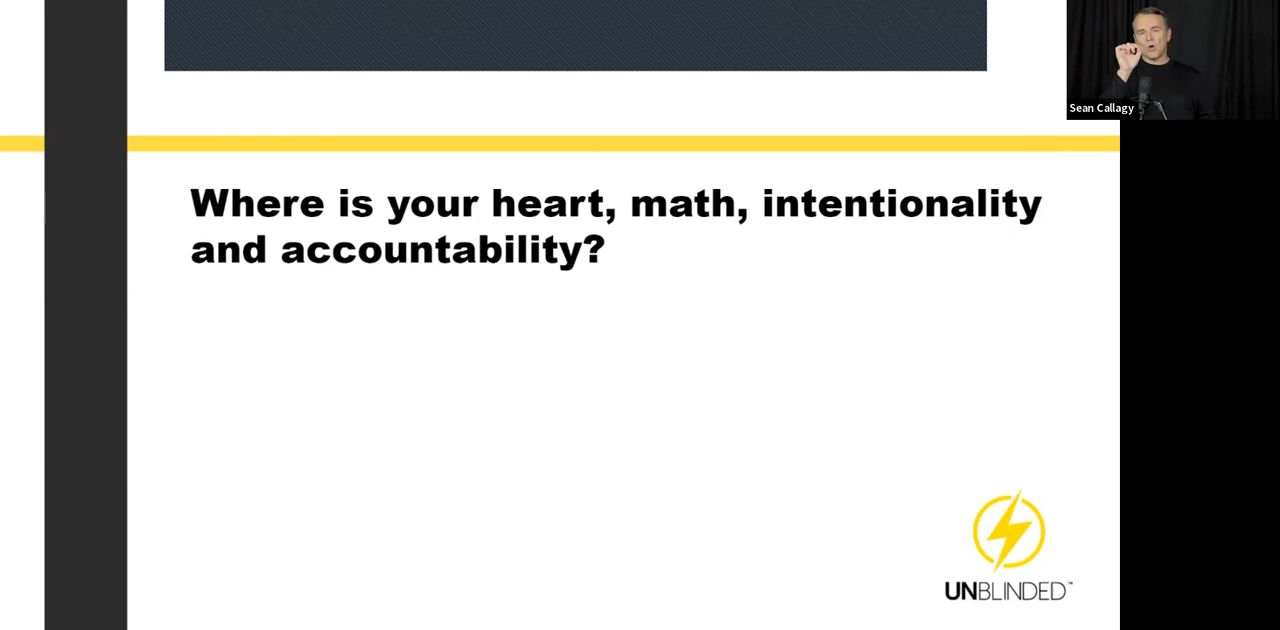 Sean Callagy
Where is your heart, math, intentionality
and accountability?
UNBLINDED™